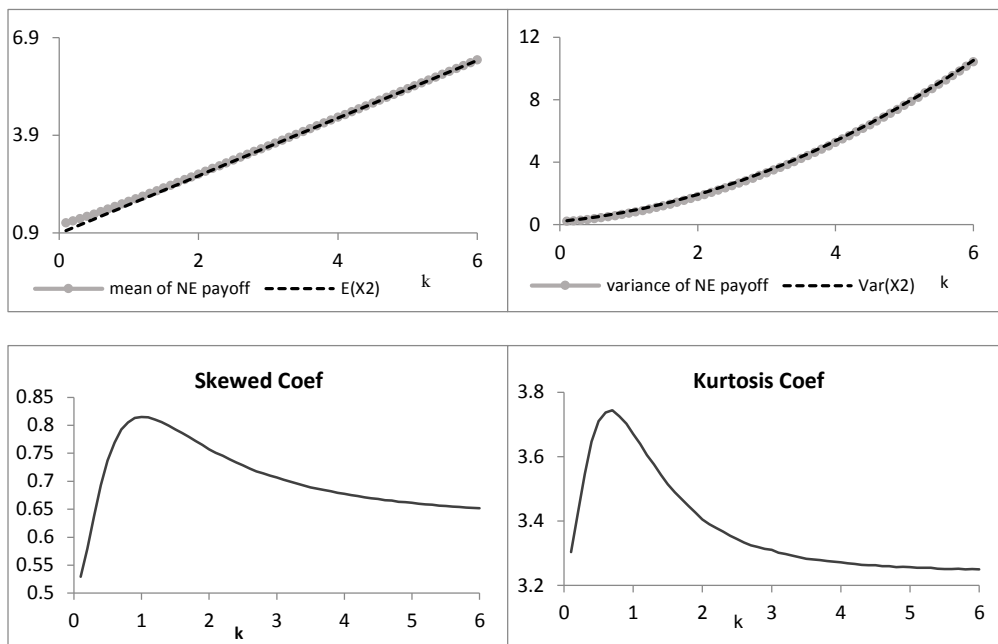 6.9
3.9
0.9
0 2 4 6
k
mean of NE payoff E(X2)
12
8
4
0
0 2 4 6
variance of NE payoff Var(X2) k
Skewed Coef
0.85
0.8
0.75
0.7
0.65
0.6
0.55
0.5
0 1 2 3 4 5 6
k
Kurtosis Coef
3.8
3.6
3.4
3.2
0 1 2 3 4 5 6
k